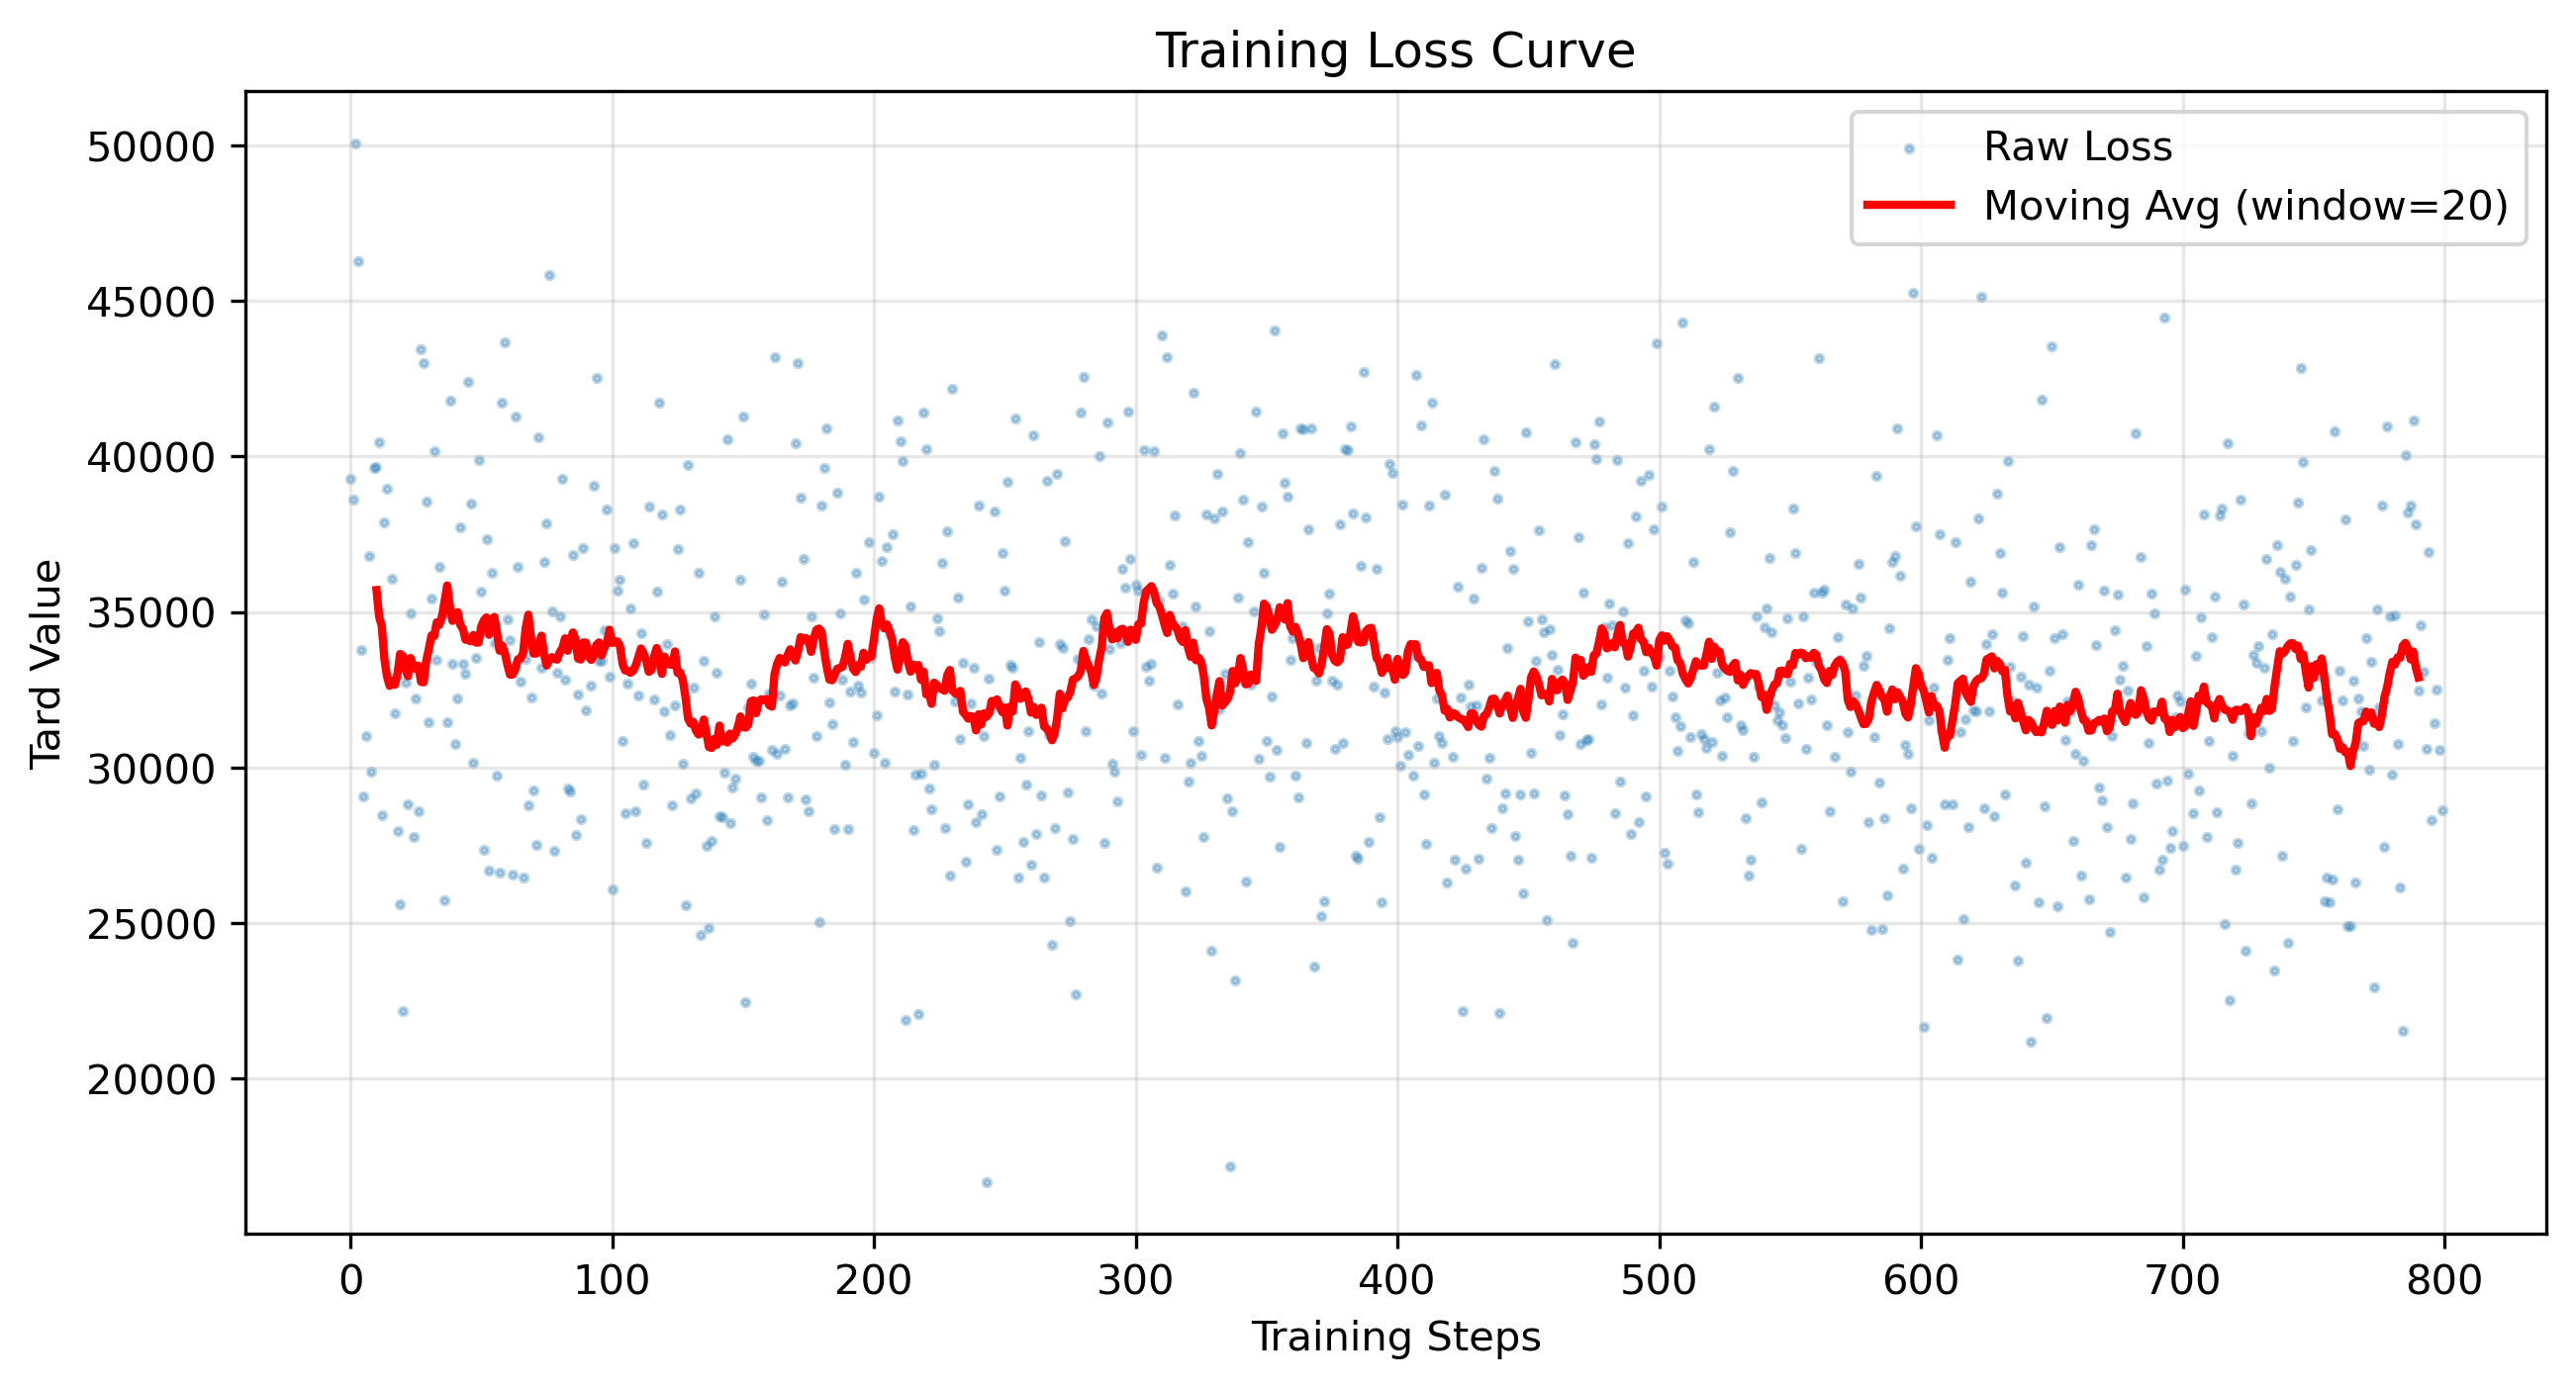 Training Loss Curve
Raw Loss
Moving Avg (window=20)
50000
45000
40000
35000
30000
25000
20000
Tard Value
0 100 200 300 400 500 600 700 800
Training Steps